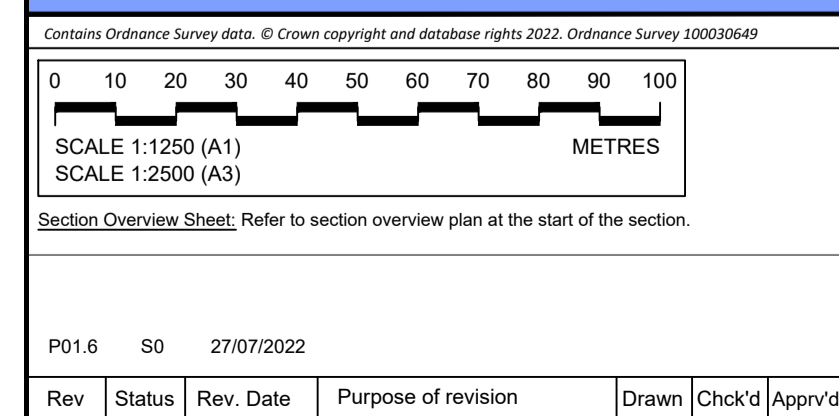 Contains Ordnance Survey data. © Crown copyright and database rights 2022. Ordnance Survey 100030649
0 10 20 30 40 50 60 70 80 90 100
SCALE 1:1250 (A1) METRES
SCALE 1:2500 (A3)
Section Overview Sheet: Refer to section overview plan at the start of the section.
P01.6 S0 27/07/2022
Rev Status Rev. Date Purpose of revision Drawn Chck'd Apprv'd